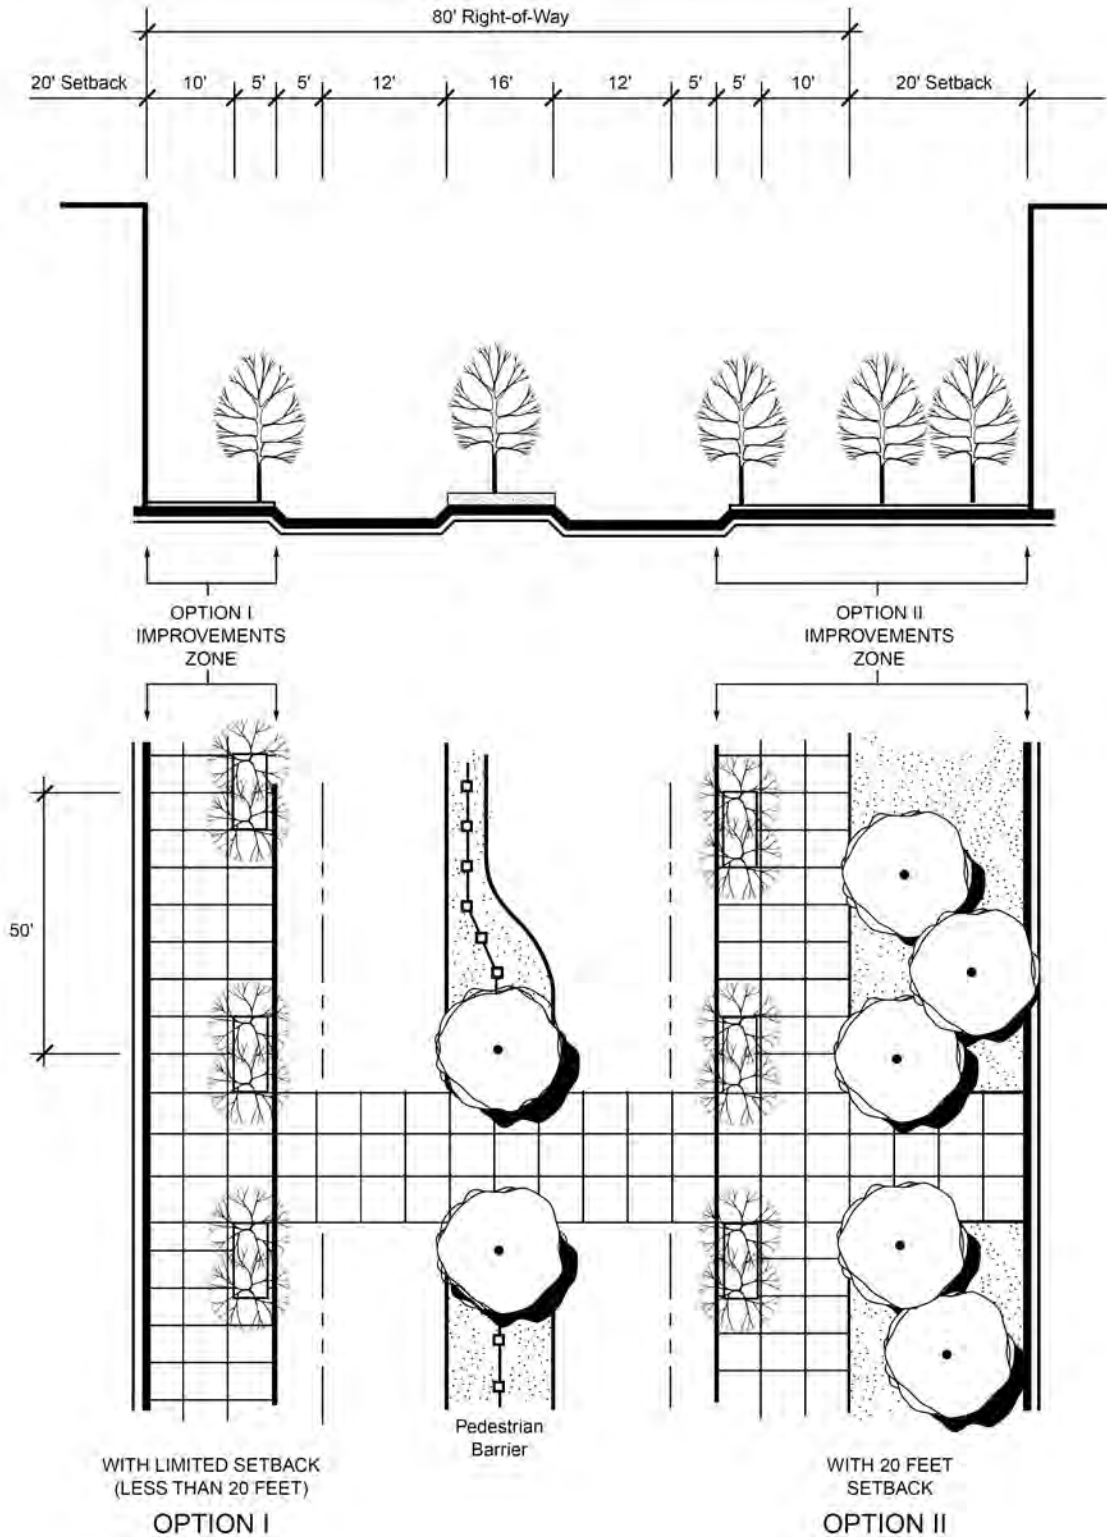 80' Right-of-Way
20' Setback 10' 5' 5' 12' 16' 12' 5' 5' 10' 20' Setback
OPTION I
IMPROVEMENTS
ZONE
OPTION II
IMPROVEMENTS
ZONE
50'
Pedestrian
Barrier
WITH LIMITED SETBACK
(LESS THAN 20 FEET)
OPTION I
WITH 20 FEET
SETBACK
OPTION II